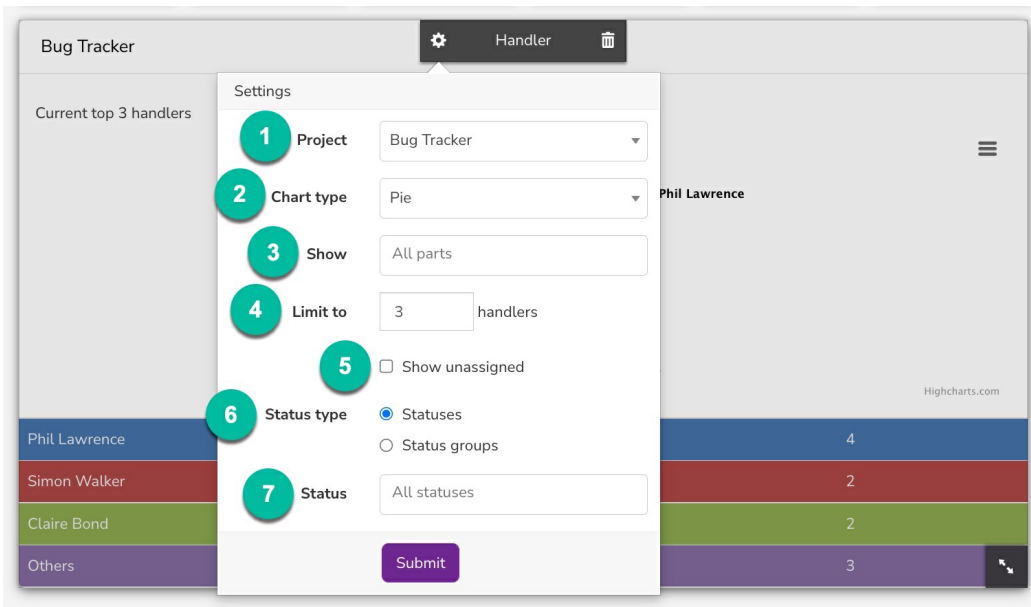 Bug Tracker
Handler
Settings
Current top 3 handlers
1 Project Bug Tracker
2 Chart type Pie
Phil Lawrence
3 Show All parts
4 Limit to 3 handlers
5 Show unassigned
Highcharts.com
6 Status type Statuses
Status groups
Phil Lawrence 4
Simon Walker 2
7 Status All statuses
Claire Bond 2
Submit
Others 3